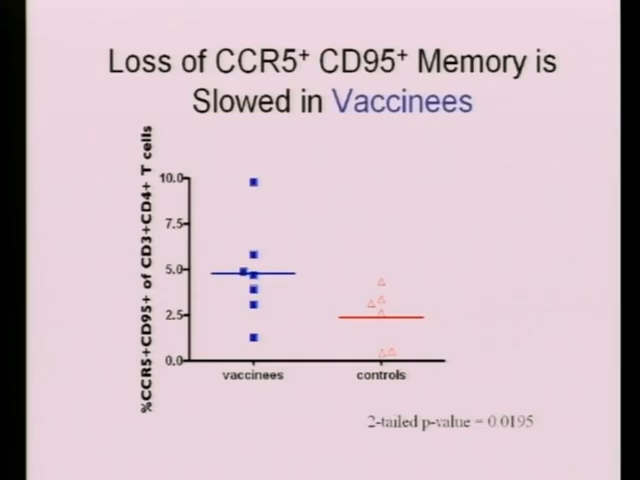 Loss of CCR5+ CD95+ Memory is
Slowed in Vaccinees
%CCR5+CD95+ of CD3+CD4+ T cells
10.0
7.5
5.0
2.5
0.0
vaccinees
controls
2-tailed p-value = 0.0195